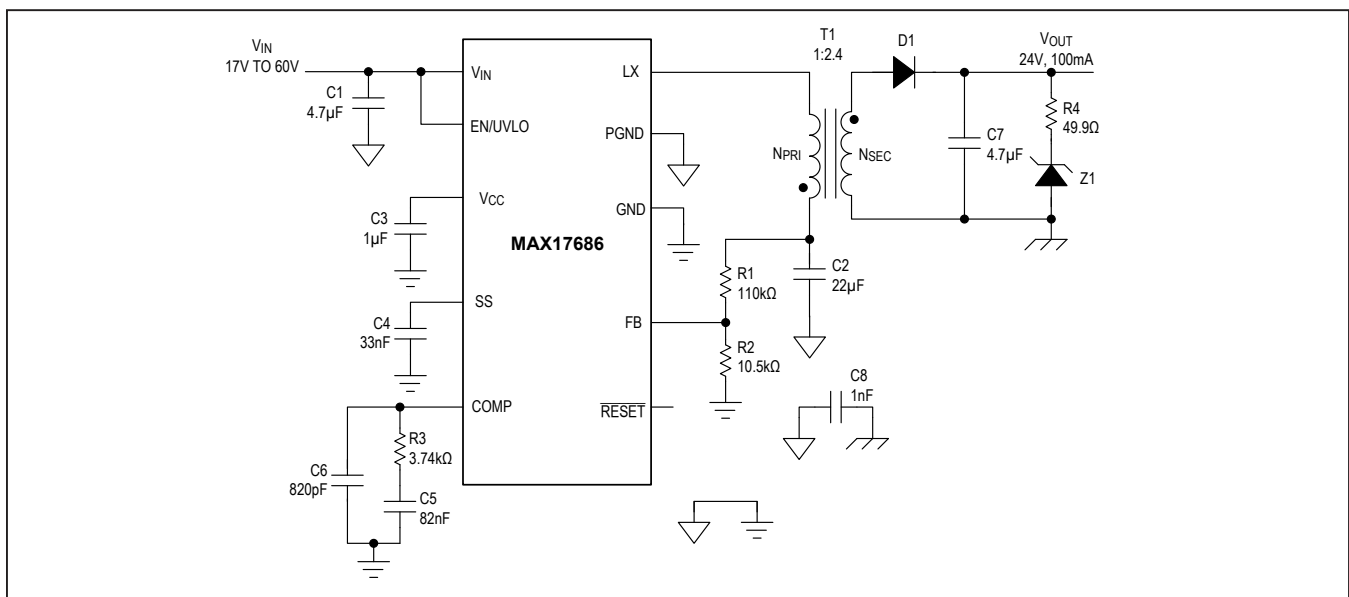 VIN
17V TO 60V
C1
4.7µF
VIN
EN/UVLO
VCC
C3
1µF
SS
C4
33nF
COMP
R3
3.74kΩ
C6
820pF
C5
82nF
MAX17686
LX
PGND
GND
FB
RESET
T1
1:2.4
NPRI
NSEC
D1
VOUT
24V, 100mA
C7
4.7µF
R4
49.9Ω
Z1
R1
110kΩ
C2
22µF
R2
10.5kΩ
C8
1nF